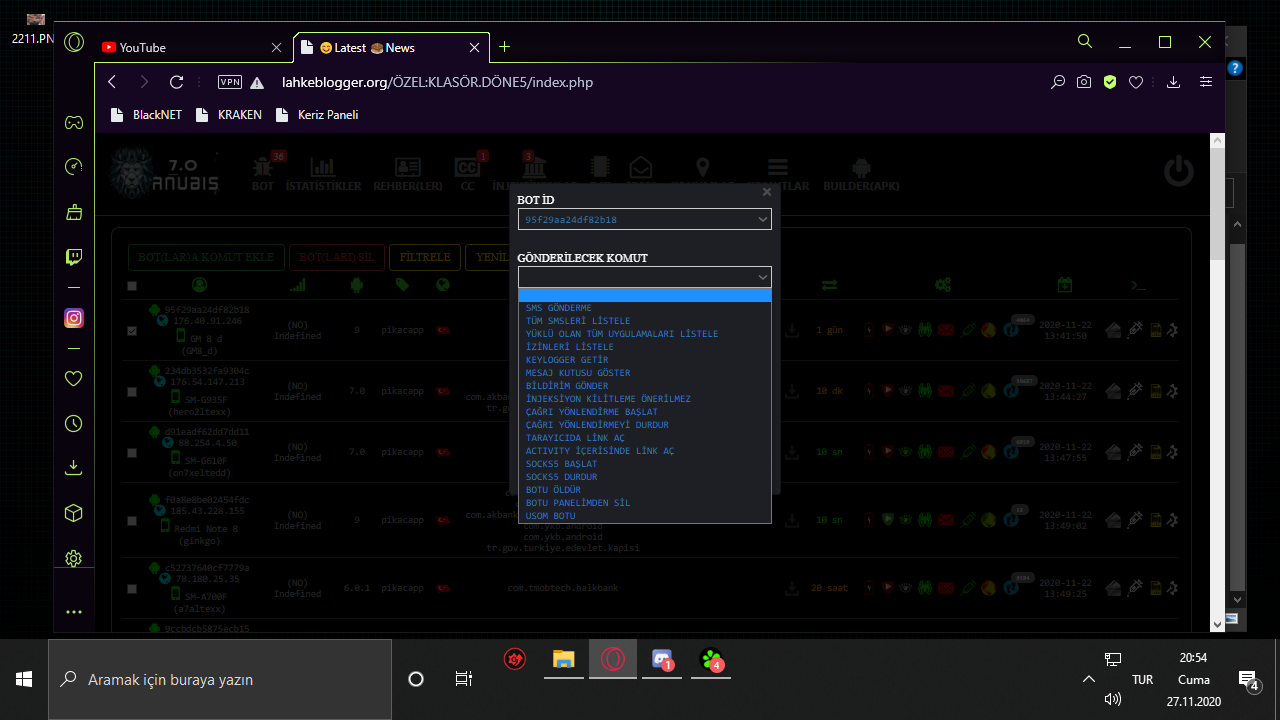 2211.PN
YouTube
😊Latest News
VPN
lahkeblogger.org/ÖZEL:KLASÖR.DÖNE5/index.php
BlackNET
KRAKEN
Keriz Paneli
7.0
ANUBIS
36
BOT
İSTATİSTİKLER
REHBER(LER)
1
CC
3
BUILDER(APK)
BOT(LAR)A KOMUT EKLE
BOT(LARI) SİL
FİLTRELE
YENİL
BOT İD
95f29aa24df82b18
GÖNDERİLECEK KOMUT
SMS GÖNDERME
TÜM SMSLERİ LİSTELE
YÜKLÜ OLAN TÜM UYGULAMALARI LİSTELE
İZİNLERİ LİSTELE
KEYLOGGER GETİR
MESAJ KUTUSU GÖSTER
BİLDİRİM GÖNDER
İNJEKSİYON KİLİTLEME ÖNERİLMEZ
ÇAĞRI YÖNLENDİRME BAŞLAT
ÇAĞRI YÖNLENDİRMEYİ DURDUR
TARAYICIDA LİNK AÇ
ACTIVITY İÇERİSİNDE LİNK AÇ
SOCKS5 BAŞLAT
SOCKS5 DURDUR
BOTU ÖLDÜR
BOTU PANELİMDEN SİL
USOM BOTU
95f29aa24df82b18
176.40.91.246
GM 8 d
(GM8_d)
(NO)
Indefined
9
pikacapp
1 gün
2020-11-22
13:41:50
234db3532fa9304c
176.54.147.213
SM-G935F
(hero2ltexx)
(NO)
Indefined
7.0
pikacapp
com.akban
tr.gov.
10 dk
2020-11-22
13:44:27
d91eadf62dd7dd11
88.254.4.50
SM-G610F
(on7xeltedd)
(NO)
Indefined
7.0
pikacapp
10 sn
2020-11-22
13:47:55
f0a8e8be02454fdc
185.43.228.155
Redmi Note 8
(ginkgo)
(NO)
Indefined
9
pikacapp
com.ykb.android
com.ykb.android
tr.gov.turkiye.edevlet.kapisi
10 sn
2020-11-22
13:49:02
c52737640cf7779a
78.180.25.35
SM-A700F
(a7altexx)
(NO)
Indefined
6.0.1
pikacapp
com.tmobtech.halkbank
20 saat
2020-11-22
13:49:25
9ccbdcb5875ecb15
Aramak için buraya yazın
1
4
TUR
20:54
Cuma
27.11.2020
4